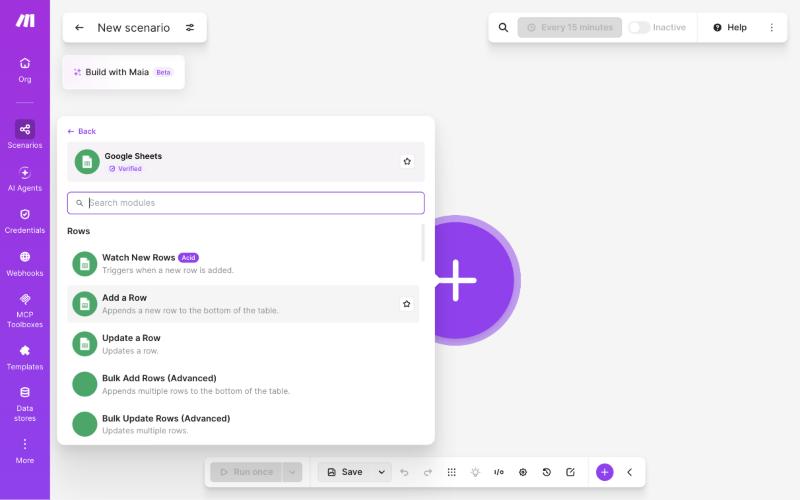 New scenario
Every 15 minutes
Inactive
Help
Build with Maia Beta
Org
Scenarios
AI Agents
Credentials
Webhooks
MCP
Toolboxes
Templates
Data
stores
More
Back
Google Sheets
Verified
Search modules
Rows
Watch New Rows Acid
Triggers when a new row is added.
Add a Row
Appends a new row to the bottom of the table.
Update a Row
Updates a row.
Bulk Add Rows (Advanced)
Appends multiple rows to the bottom of the table.
Bulk Update Rows (Advanced)
Updates multiple rows.
Run once
Save
I/O